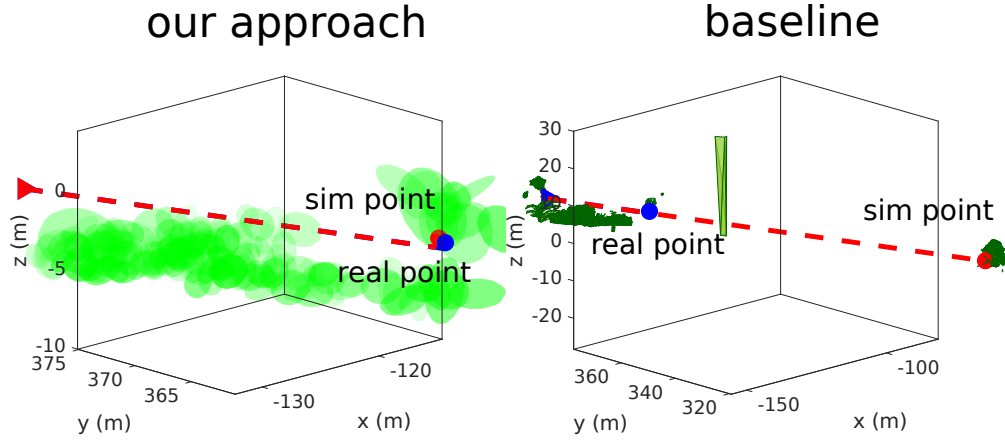 our approach
baseline
0
-5
-10
z (m)
375
370
365
y (m)
-130
-120
x (m)
sim point
real point
30
20
10
0
-10
-20
z (m)
360
340
320
y (m)
-150
-100
x (m)
real point
sim point